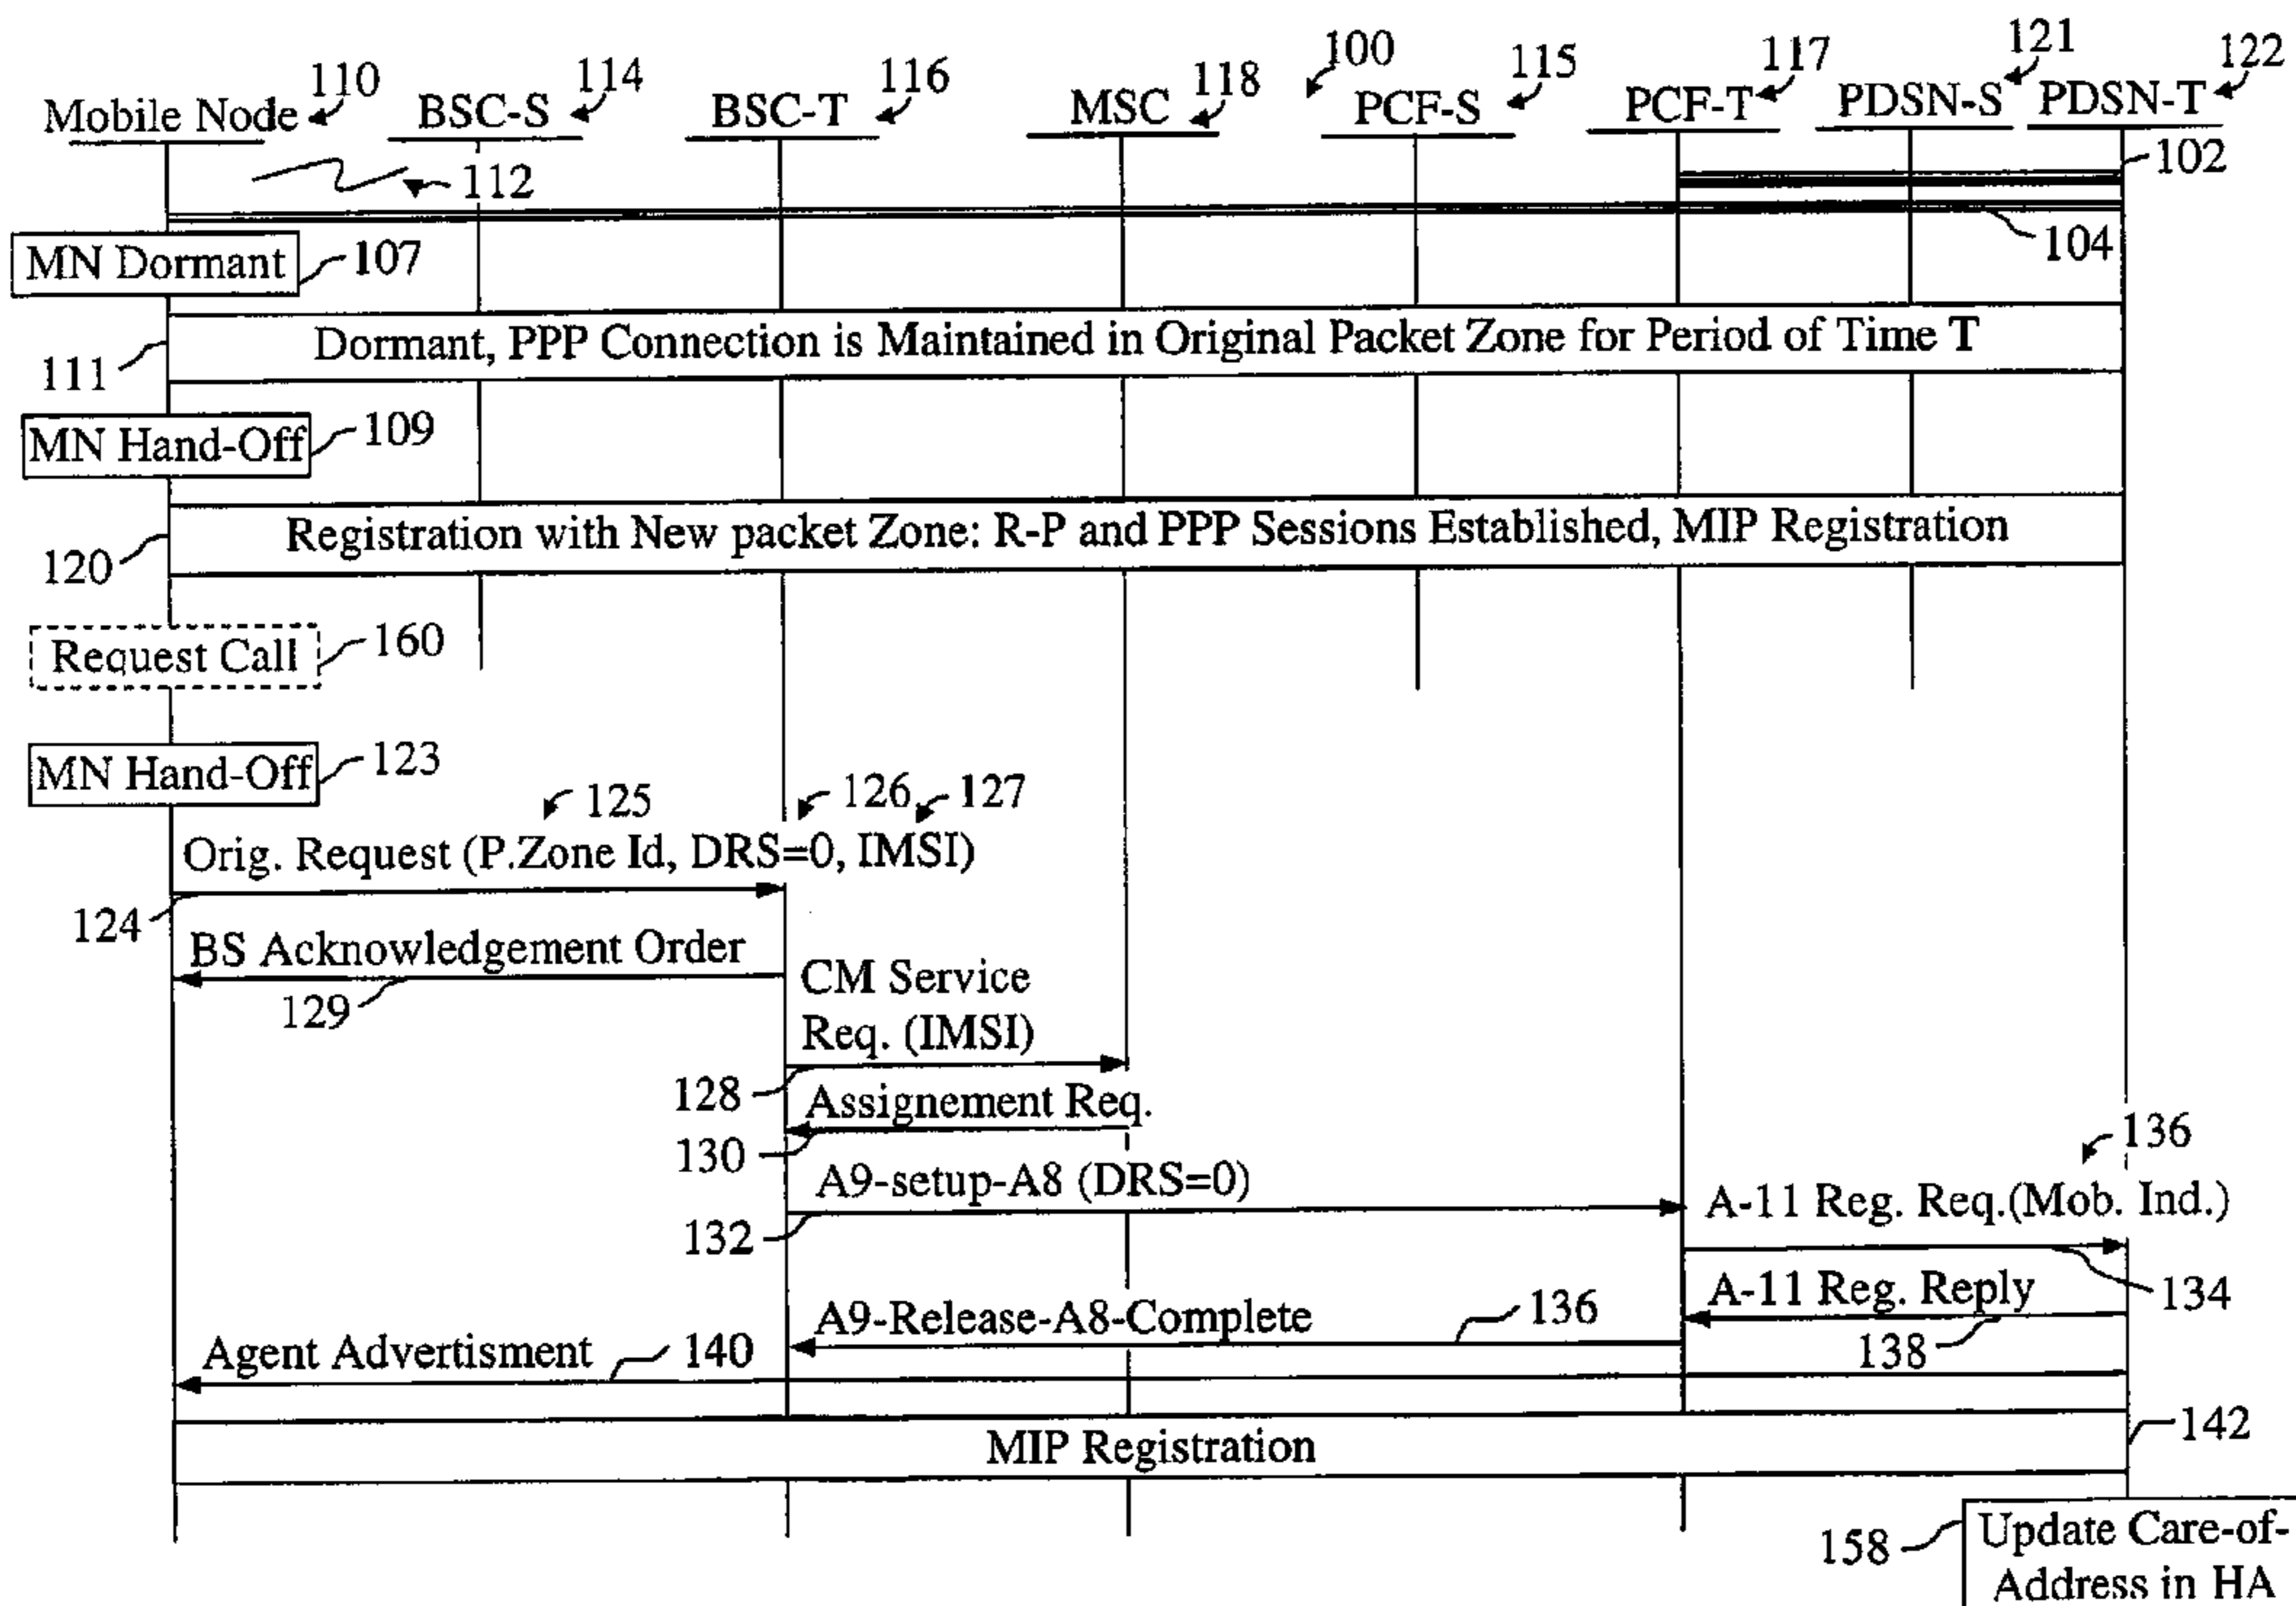 100
110 114 116 118 115 117 121 122
Mobile Node BSC-S BSC-T MSC PCF-S PCF-T PDSN-S PDSN-T
102
112
104
MN Dormant 107
Dormant, PPP Connection is Maintained in Original Packet Zone for Period of Time T
111
MN Hand-Off 109
Registration with New packet Zone: R-P and PPP Sessions Established, MIP Registration
120
Request Call 160
MN Hand-Off 123
125 126 127
Orig. Request (P.Zone Id, DRS=0, IMSI)
124
BS Acknowledgement Order
129
CM Service
Req. (IMSI)
128
Assignement Req.
130
136
A9-setup-A8 (DRS=0)
132
A-11 Reg. Req.(Mob. Ind.)
134
A-11 Reg. Reply
138
A9-Release-A8-Complete 136
Agent Advertisment 140
MIP Registration
142
158
Update Care-of-
Address in HA